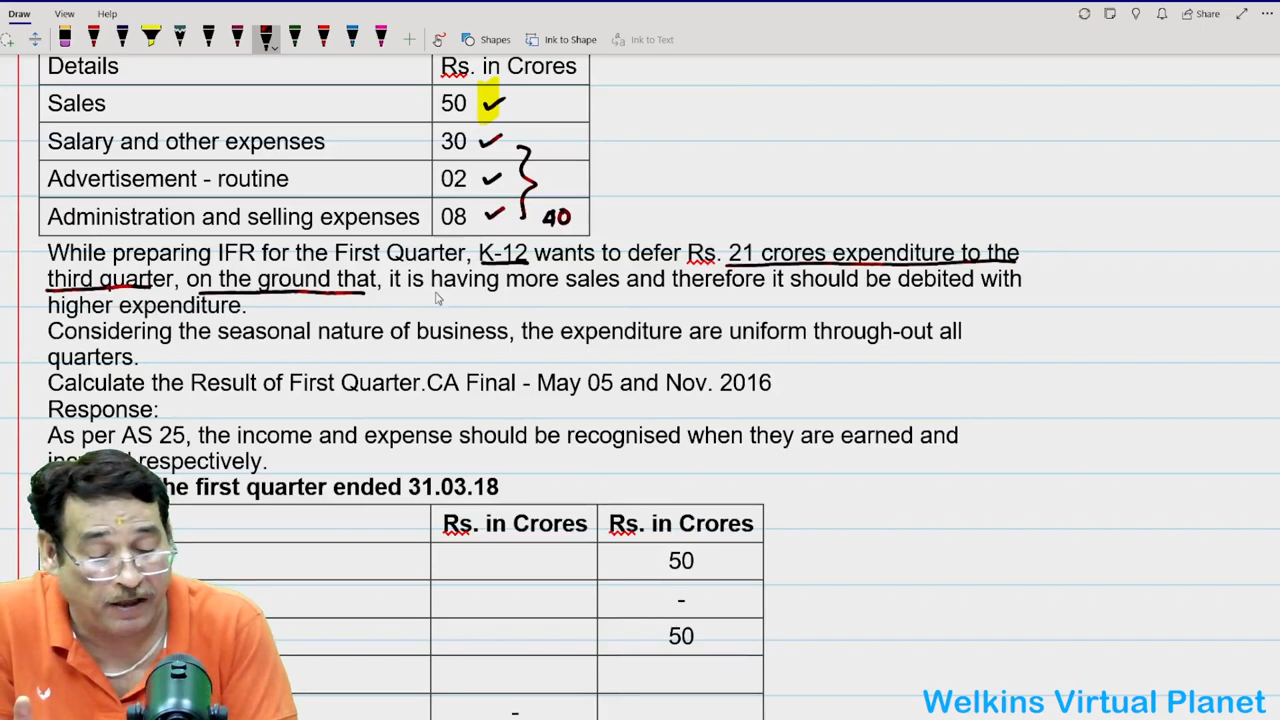 Draw View Help
Shapes Ink to Shape Ink to Text Share
Details Rs. in Crores
Sales 50
Salary and other expenses 30
Advertisement - routine 02
Administration and selling expenses 08 40
While preparing IFR for the First Quarter, K-12 wants to defer Rs. 21 crores expenditure to the
third quarter, on the ground that, it is having more sales and therefore it should be debited with
higher expenditure.
Considering the seasonal nature of business, the expenditure are uniform through-out all
quarters.
Calculate the Result of First Quarter.CA Final - May 05 and Nov. 2016
Response:
As per AS 25, the income and expense should be recognised when they are earned and
respectively.
the first quarter ended 31.03.18
Rs. in Crores Rs. in Crores
50
-
50
-
Welkins Virtual Planet